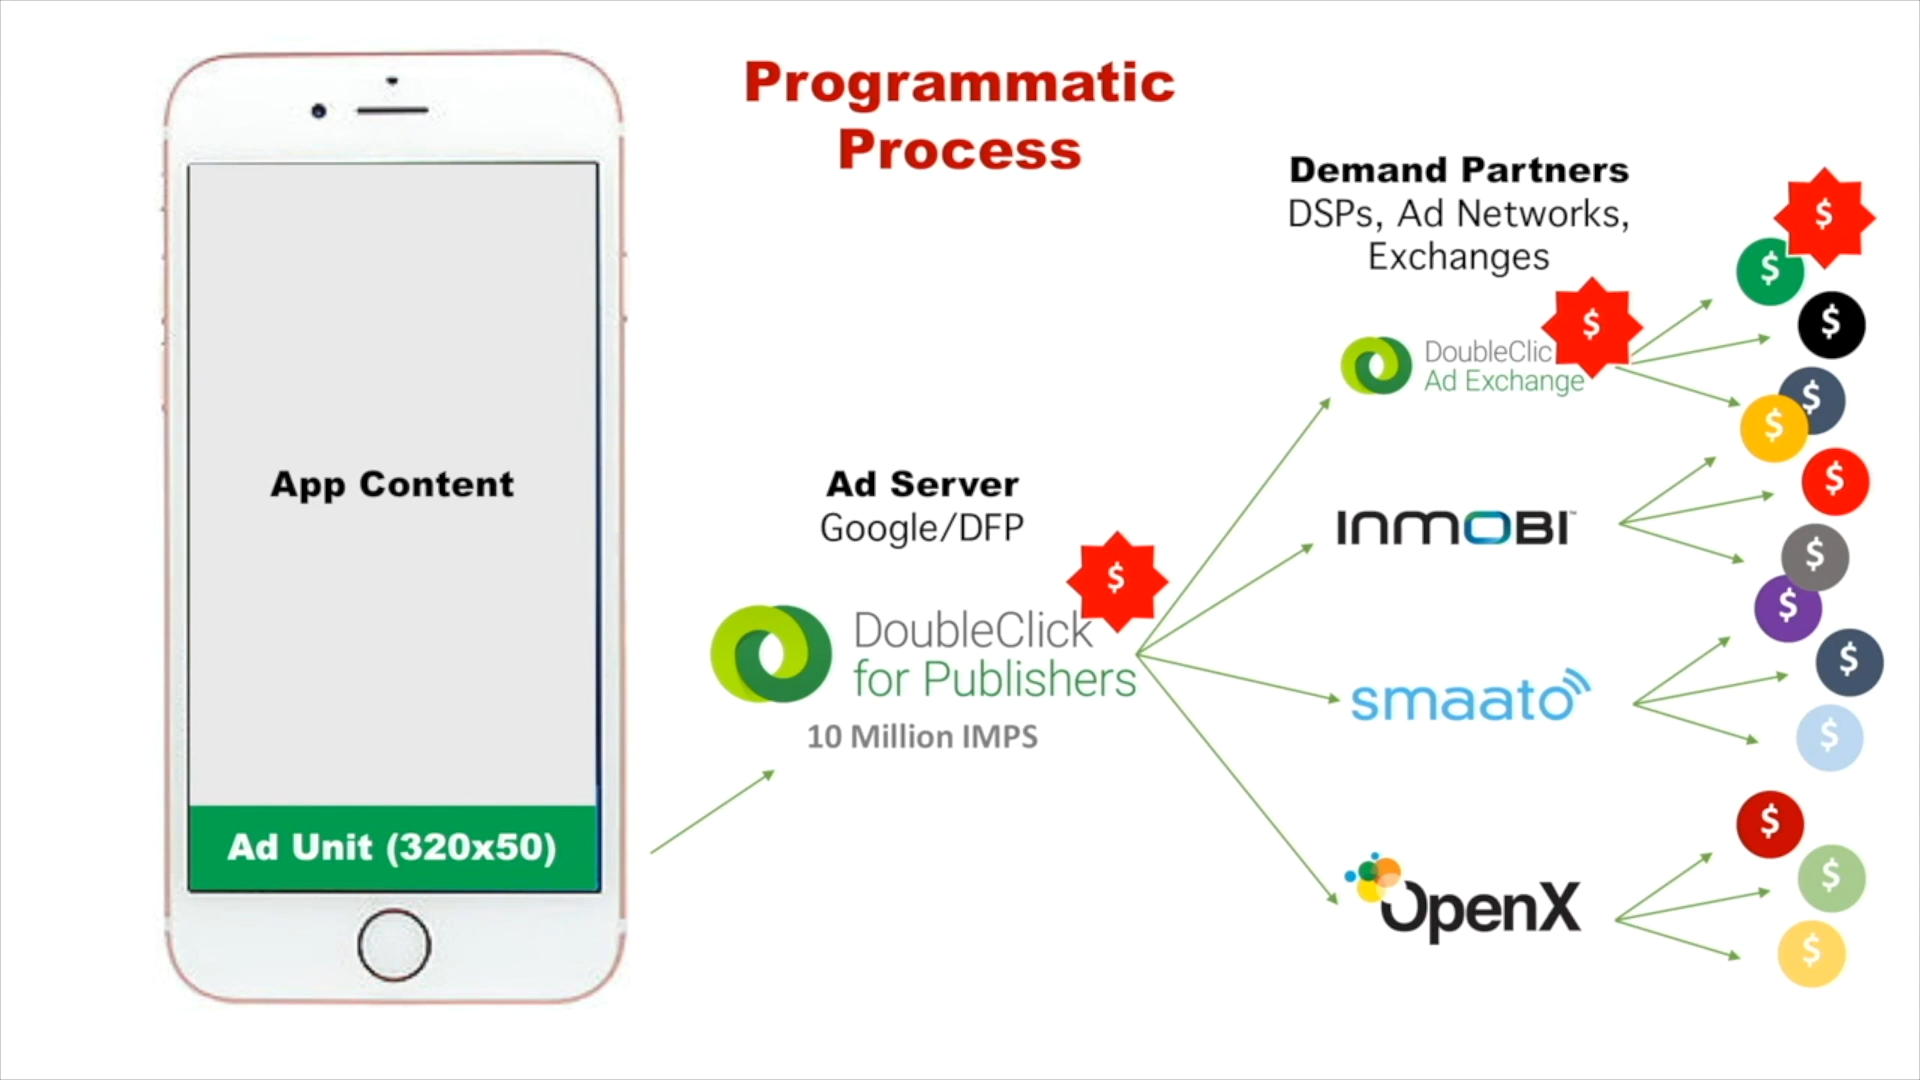 Programmatic
Process
Demand Partners
DSPs, Ad Networks,
Exchanges
App Content
Ad Unit (320x50)
Ad Server
Google/DFP
DoubleClick
for Publishers
10 Million IMPS
$
DoubleClic
Ad Exchange
$
INMOBI™
smaato
OpenX
$
$
$
$
$
$
$
$
$
$
$
$
$